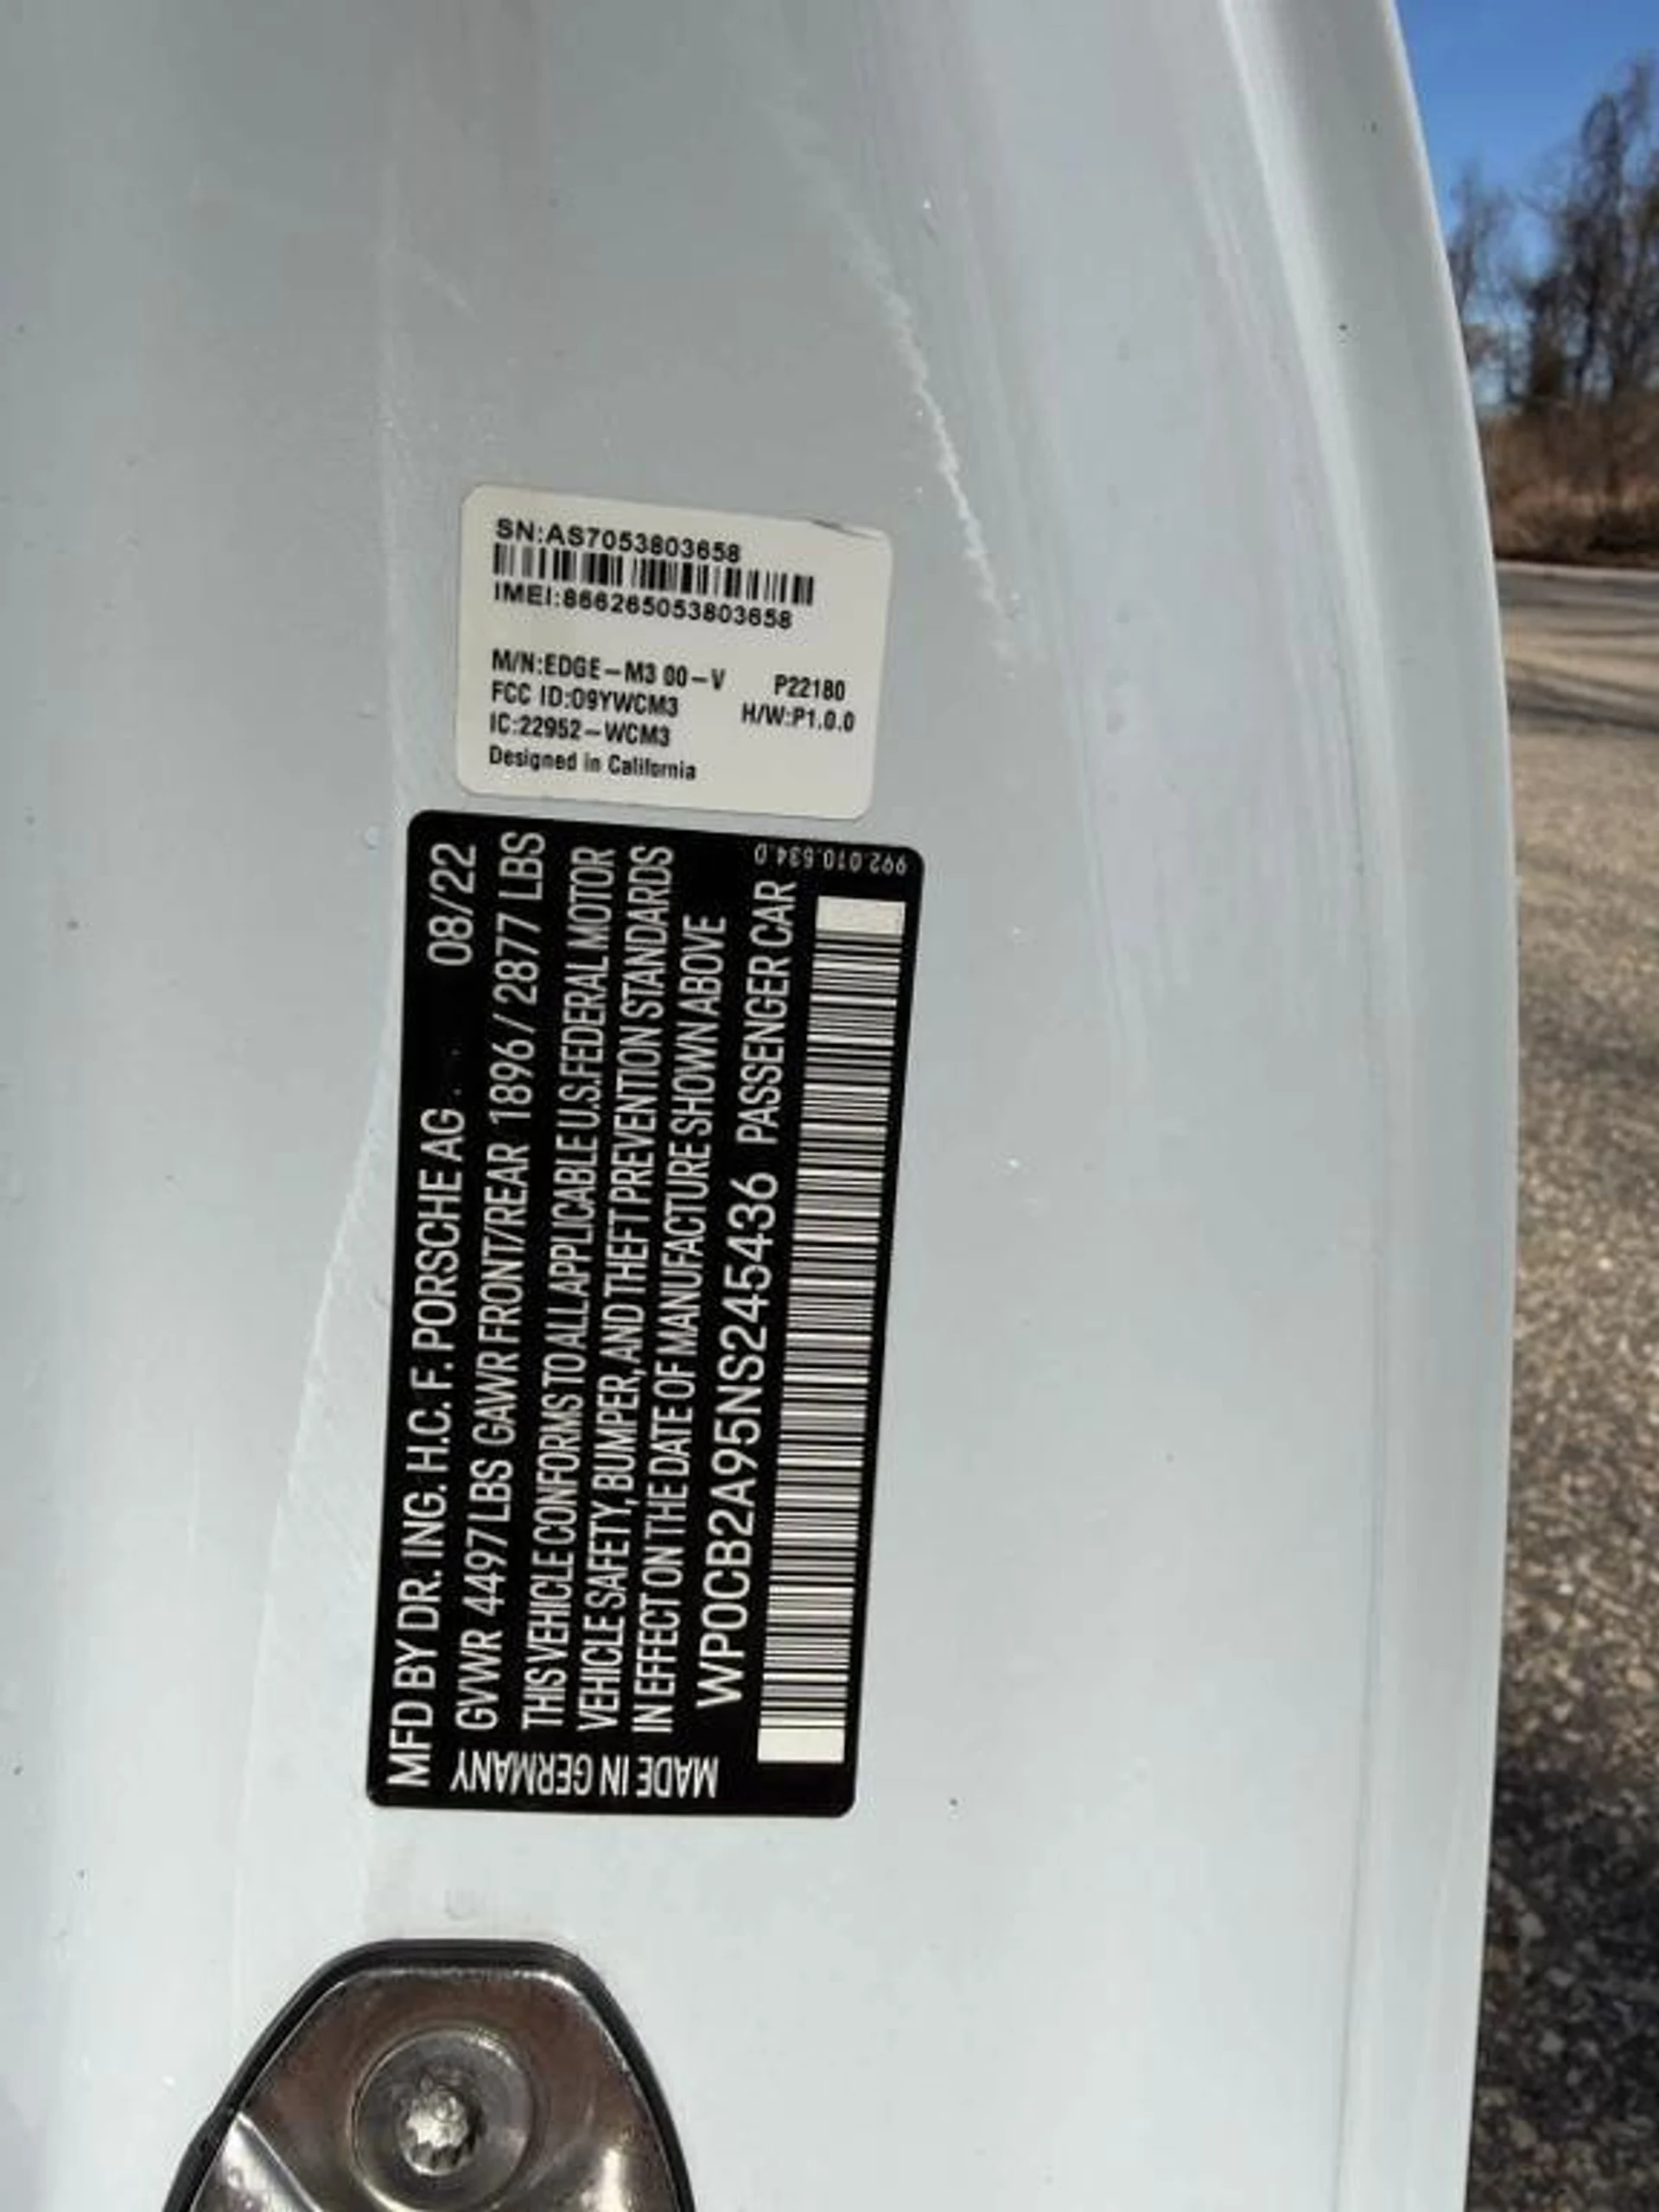 SN:AS7053803658
IMEI:866265053803658
M/N:EDGE-M3 00-V P22180
FCC ID:O9YWCM3 H/W:P1.0.0
IC:22952-WCM3
Designed in California
MFD BY DR. ING. H.C. F. PORSCHE AG 08/22
GVWR 4497 LBS GAWR FRONT/REAR 1896/2877 LBS
THIS VEHICLE CONFORMS TO ALL APPLICABLE U.S. FEDERAL MOTOR
VEHICLE SAFETY, BUMPER, AND THEFT PREVENTION STANDARDS
IN EFFECT ON THE DATE OF MANUFACTURE SHOWN ABOVE
WP0CB2A95NS245436 PASSENGER CAR
MADE IN GERMANY
992.010.534.D